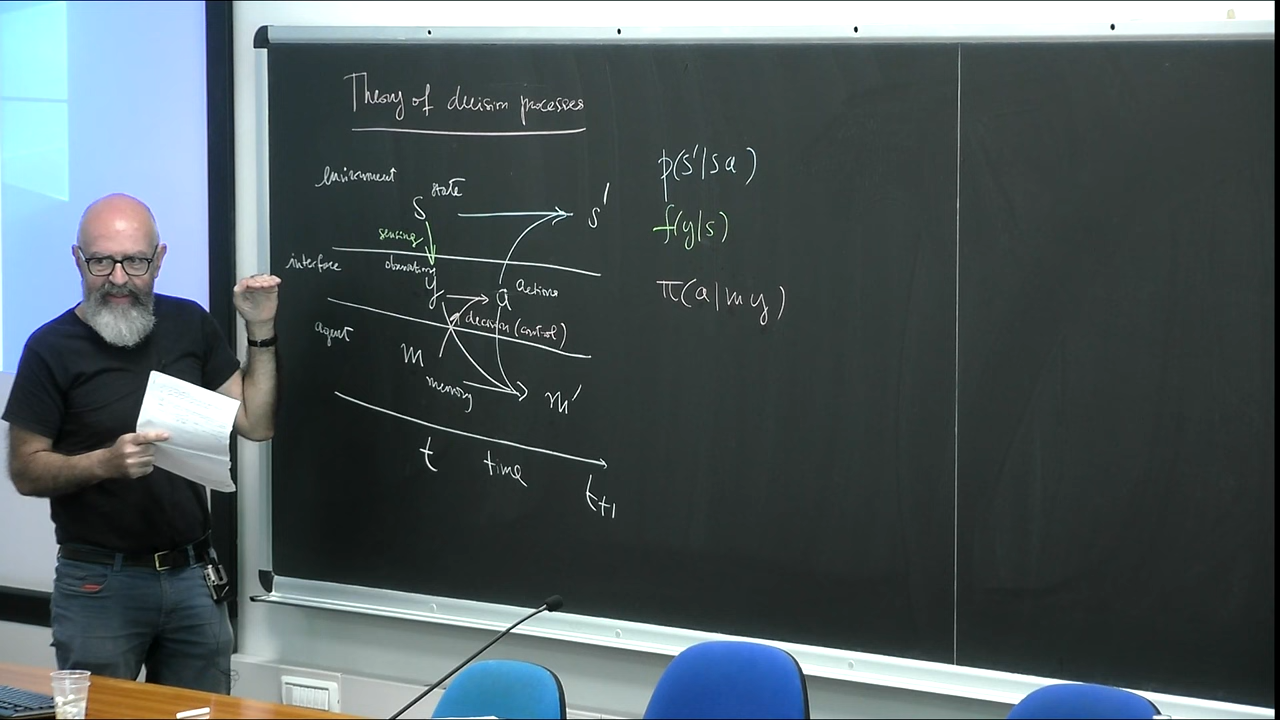 Theory of decision processes
environment
s state
s'
sensing
interface
observation
y
a actions
decision (control)
agent
m
memory
m'
t
time
t+1
p(s'|s a)
f(y|s)
π(a|m y)